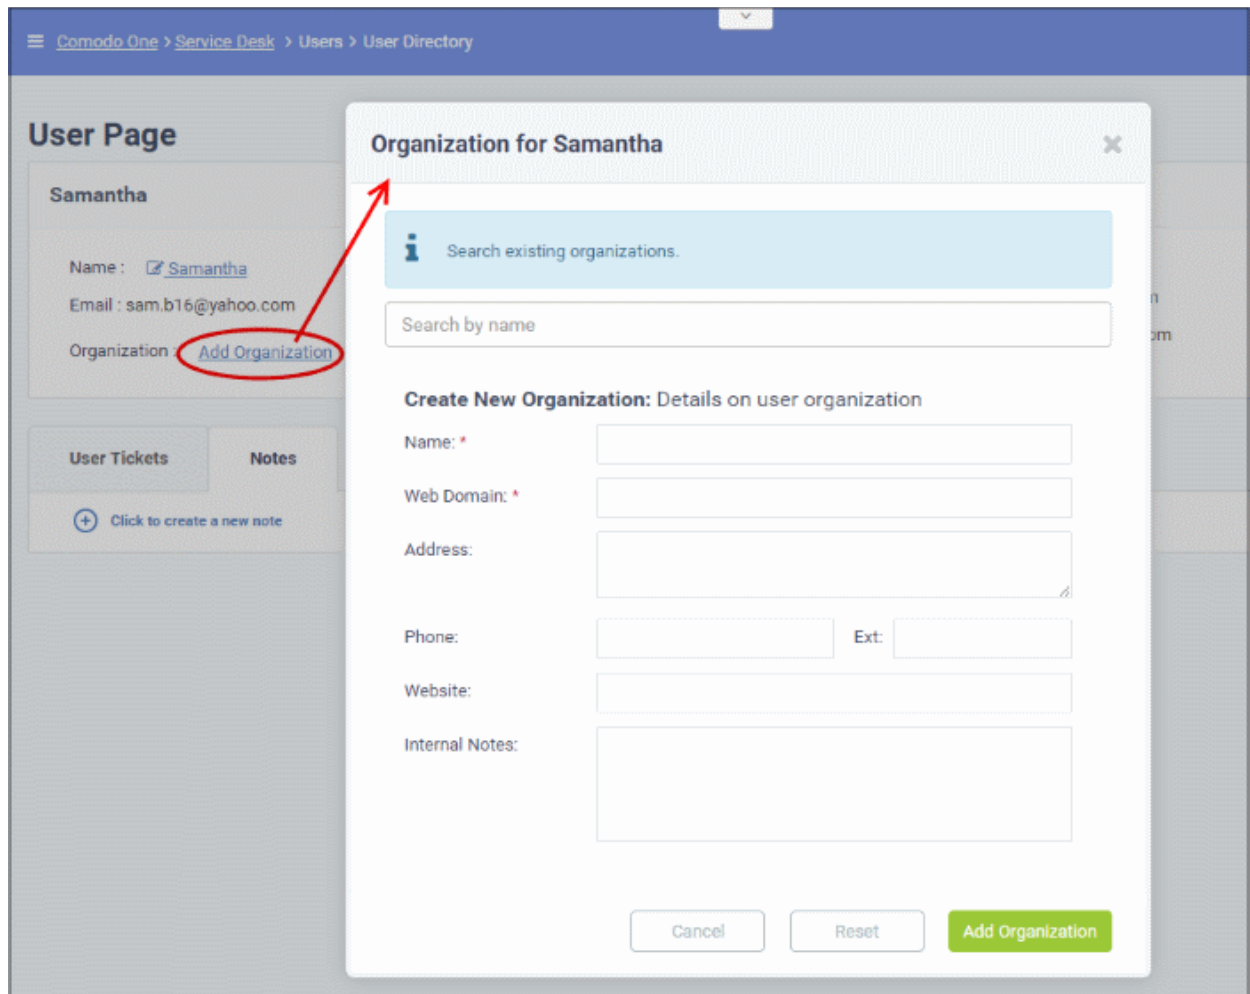 Comodo One > Service Desk > Users > User Directory
User Page
Samantha
Name : Samantha
Email : sam.b16@yahoo.com
Organization : Add Organization
User Tickets
Notes
Click to create a new note
Organization for Samantha
Search existing organizations.
Search by name
Create New Organization: Details on user organization
Name: *
Web Domain: *
Address:
Phone:
Ext:
Website:
Internal Notes:
Cancel
Reset
Add Organization